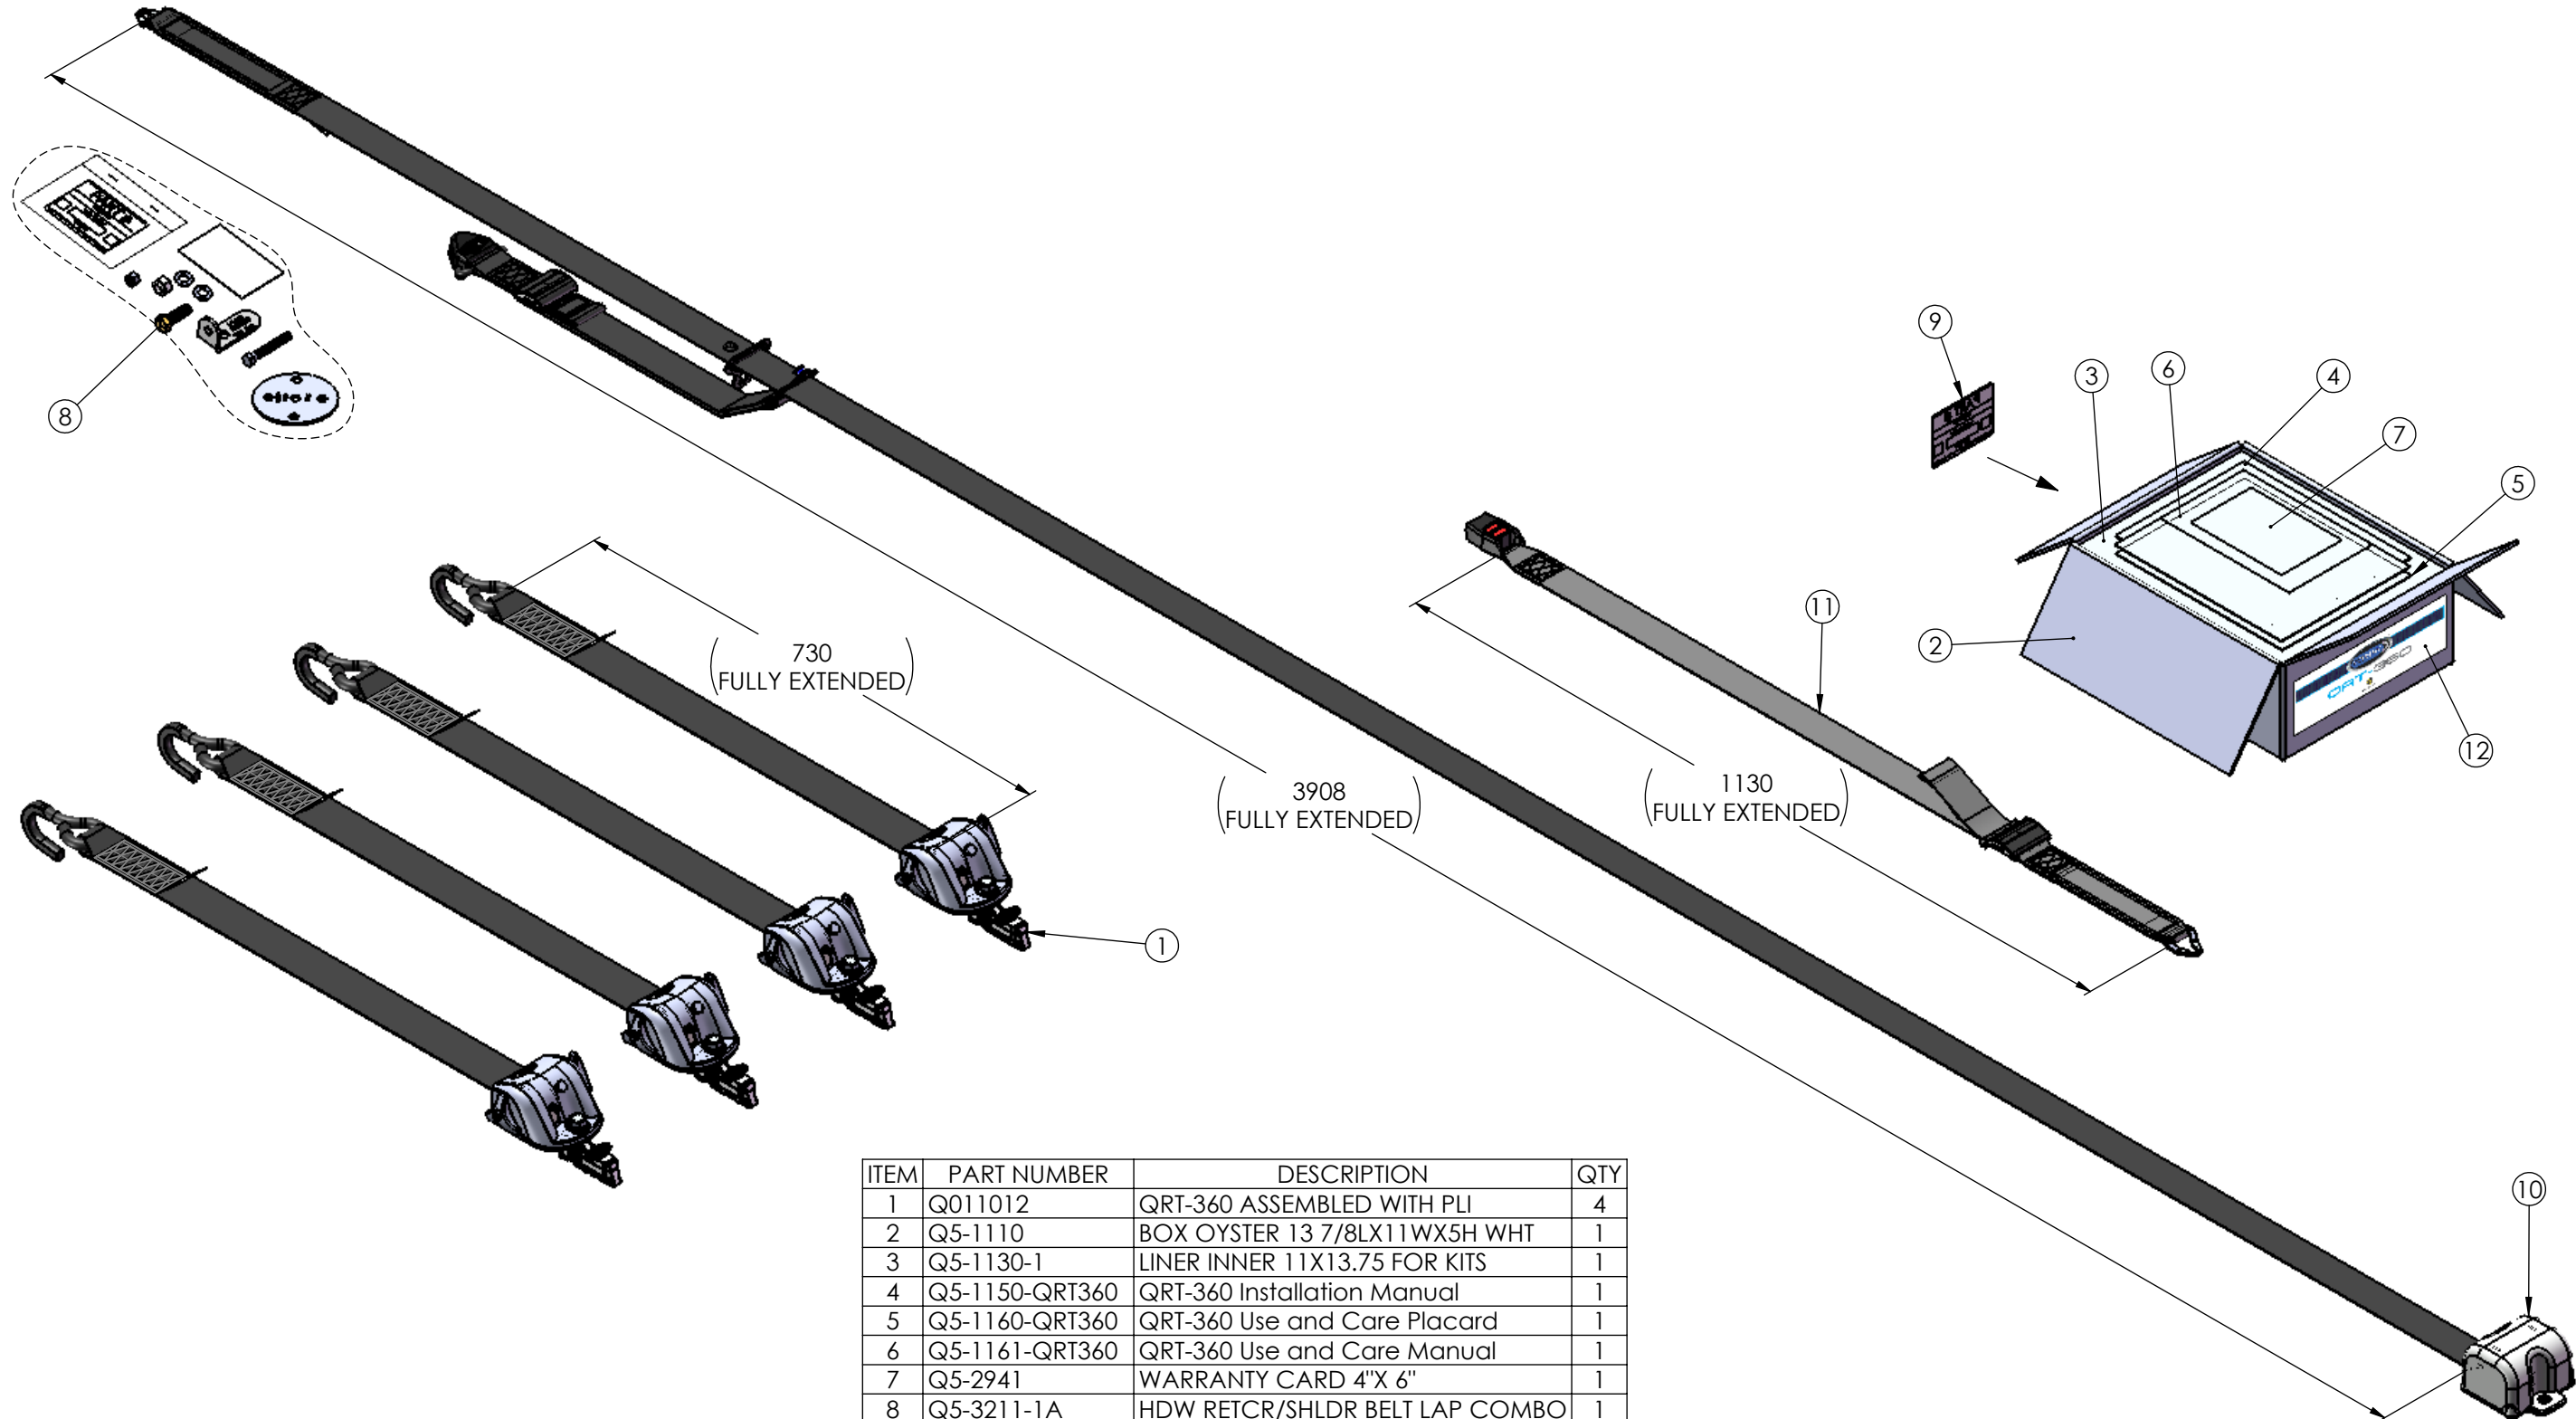 8
9
3
6
4
7
5
2
12
11
730
(FULLY EXTENDED)
3908
(FULLY EXTENDED)
1130
(FULLY EXTENDED)
1
10
QRT-360
ITEM PART NUMBER DESCRIPTION QTY
1 Q011012 QRT-360 ASSEMBLED WITH PLI 4
2 Q5-1110 BOX OYSTER 13 7/8LX11WX5H WHT 1
3 Q5-1130-1 LINER INNER 11X13.75 FOR KITS 1
4 Q5-1150-QRT360 QRT-360 Installation Manual 1
5 Q5-1160-QRT360 QRT-360 Use and Care Placard 1
6 Q5-1161-QRT360 QRT-360 Use and Care Manual 1
7 Q5-2941 WARRANTY CARD 4"X 6" 1
8 Q5-3211-1A HDW RETCR/SHLDR BELT LAP COMBO 1